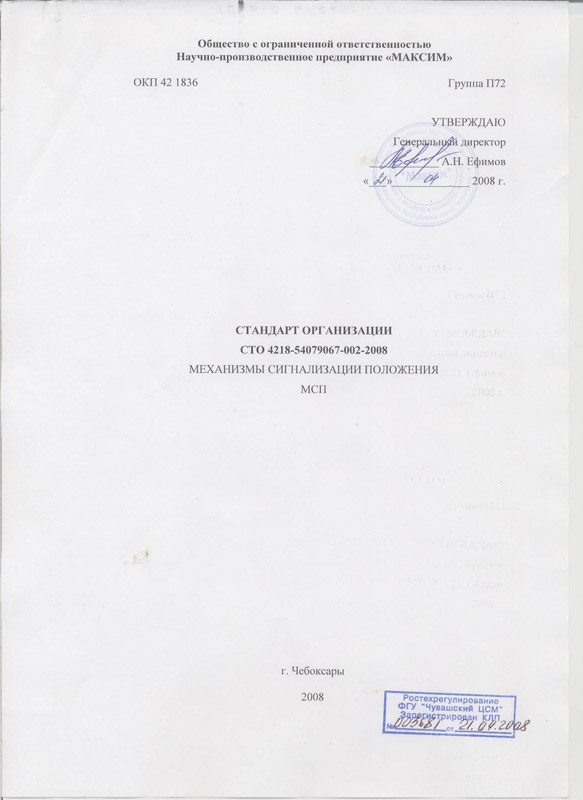 Общество с ограниченной ответственностью
Научно-производственное предприятие «МАКСИМ»
ОКП 42 1836 Группа П72
УТВЕРЖДАЮ
Генеральный директор
А.Н. Ефимов
« 21 » 04 2008 г.
СТАНДАРТ ОРГАНИЗАЦИИ
СТО 4218-54079067-002-2008
МЕХАНИЗМЫ СИГНАЛИЗАЦИИ ПОЛОЖЕНИЯ
МСП
г. Чебоксары
2008
Ростехрегулирование
ФГУ "Чувашский ЦСМ"
Зарегистрирован КЛП
№ 003681 от 21.04.2008